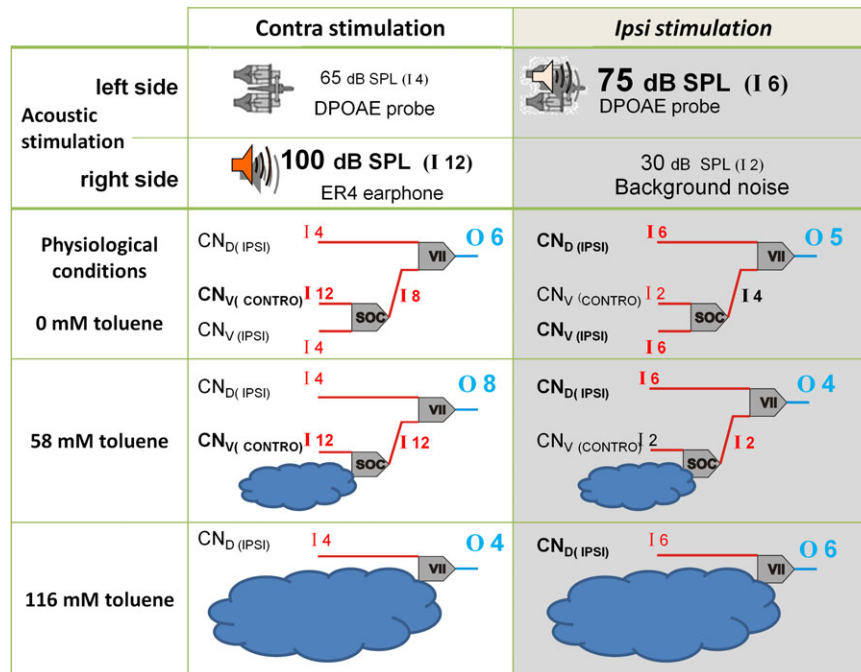 Contra stimulation
Ipsi stimulation
Acoustic
stimulation
left side
65 dB SPL (I 4)
DPOAE probe
75 dB SPL (I 6)
DPOAE probe
right side
100 dB SPL (I 12)
ER4 earphone
30 dB SPL (I 2)
Background noise
Physiological
conditions
0 mM toluene
CND( IPSI)
I 4
VII
O 6
CNV( CONTRO)
I 12
I 8
SOC
CNV (IPSI)
I 4
CND (IPSI)
I 6
VII
O 5
CNV (CONTRO)
I 2
I 4
SOC
CNV (IPSI)
I 6
58 mM toluene
CND( IPSI)
I 4
VII
O 8
CNV( CONTRO)
I 12
I 12
SOC
CND( IPSI)
I 6
VII
O 4
CNV (CONTRO)
I 2
I 2
SOC
116 mM toluene
CND (IPSI)
I 4
VII
O 4
CND( IPSI)
I 6
VII
O 6